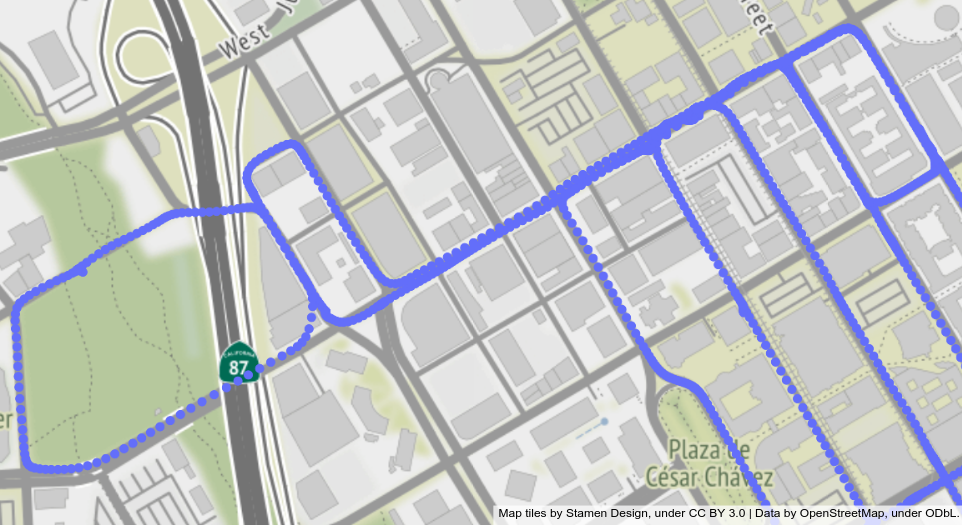 West
CALIFORNIA
87
Plaza de
César Chávez
Map tiles by Stamen Design, under CC BY 3.0 | Data by OpenStreetMap, under ODbL.